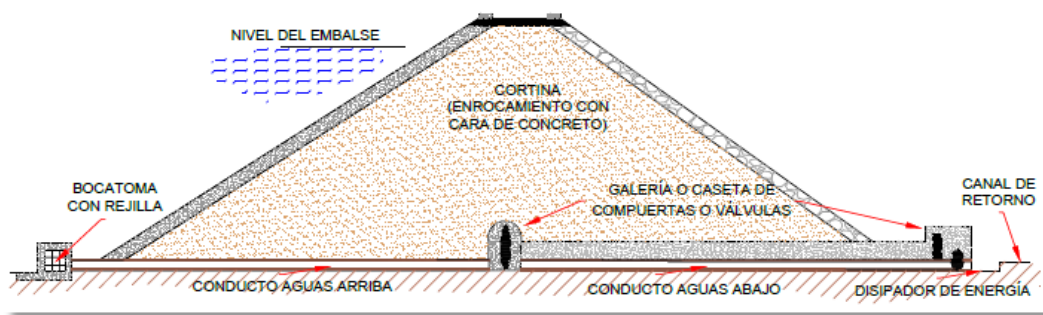 NIVEL DEL EMBALSE
CORTINA
(ENROCAMIENTO CON
CARA DE CONCRETO)
BOCATOMA
CON REJILLA
GALERÍA O CASETA DE
COMPUERTAS O VÁLVULAS
CANAL DE
RETORNO
CONDUCTO AGUAS ARRIBA
CONDUCTO AGUAS ABAJO
DISIPADOR DE ENERGÍA